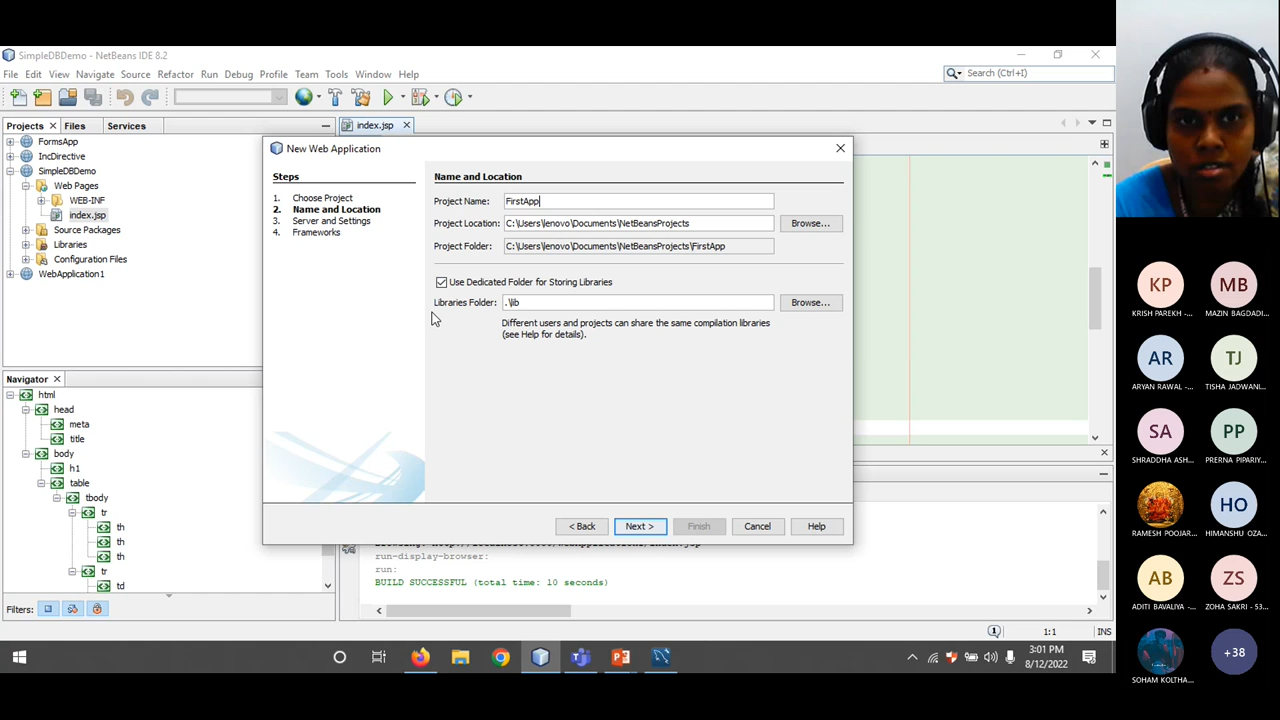 SimpleDBDemo - NetBeans IDE 8.2
File Edit View Navigate Source Refactor Run Debug Profile Team Tools Window Help
Search (Ctrl+I)
Projects Files Services
index.jsp
FormsApp
IncDirective
SimpleDBDemo
Web Pages
WEB-INF
index.jsp
Source Packages
Libraries
Configuration Files
WebApplication1
Navigator
html
head
meta
title
body
h1
table
tbody
tr
th
th
th
tr
td
Filters:
New Web Application
Steps
1. Choose Project
2. Name and Location
3. Server and Settings
4. Frameworks
Name and Location
Project Name: FirstApp
Project Location: C:\Users\lenovo\Documents\NetBeansProjects Browse...
Project Folder: C:\Users\lenovo\Documents\NetBeansProjects\FirstApp
Use Dedicated Folder for Storing Libraries
Libraries Folder: .\lib Browse...
Different users and projects can share the same compilation libraries
(see Help for details).
< Back Next > Finish Cancel Help
run-display-browser:
run:
BUILD SUCCESSFUL (total time: 10 seconds)
1 1:1 INS
3:01 PM
8/12/2022
KP MB
KRISH PAREKH -... MAZIN BAGDADI...
AR TJ
ARYAN RAWAL -... TISHA JADWANI...
SA PP
SHRADDHA ASH... PRERNA PIPARIY...
HO
RAMESH POOJAR... HIMANSHU OZA...
AB ZS
ADITI BAVALIYA -... ZOHA SAKRI - 53...
+38
SOHAM KOLTHA...